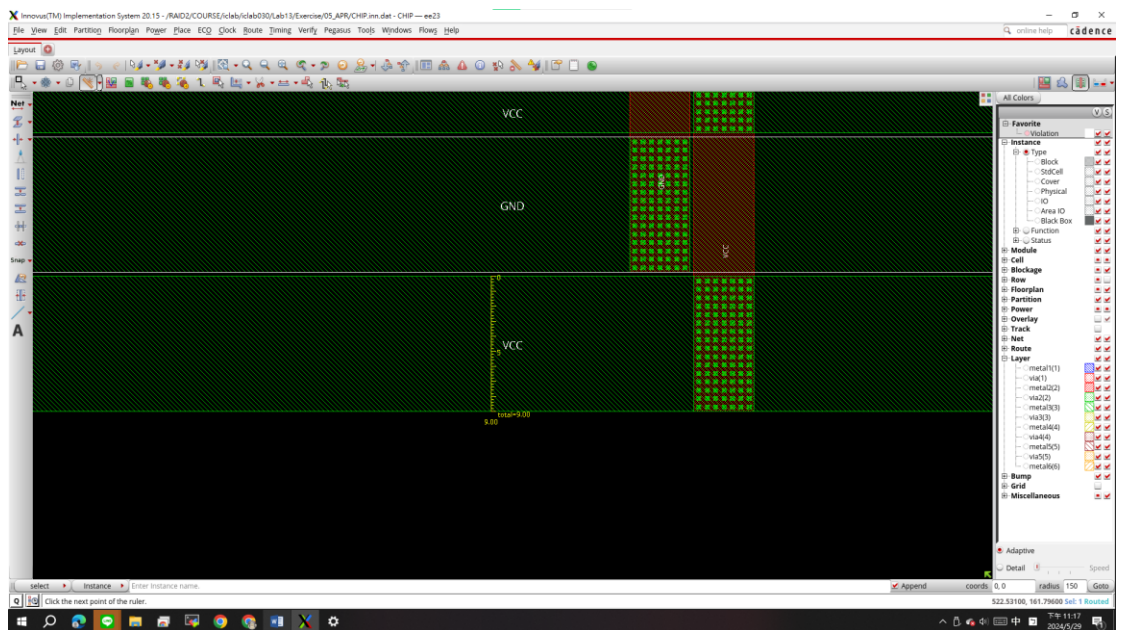 Innovus(TM) Implementation System 20.15 - /RAID2/COURSE/iclab/iclab030/Lab13/Exercise/05_APR/CHIP.inn.dat - CHIP — ee23
File View Edit Partition Floorplan Power Place ECO Clock Route Timing Verify Pegasus Tools Windows Flows Help
online help
cādence
Layout
Net
Snap
A
VCC
GND
GND
VCC
0
5
VCC
total=9.00
9.00
All Colors
V S
Favorite
Violation
Instance
Type
Block
StdCell
Cover
Physical
IO
Area IO
Black Box
Function
Status
Module
Cell
Blockage
Row
Floorplan
Partition
Power
Overlay
Track
Net
Route
Layer
metal1(1)
via(1)
metal2(2)
via2(2)
metal3(3)
via3(3)
metal4(4)
via4(4)
metal5(5)
via5(5)
metal6(6)
Bump
Grid
Miscellaneous
Adaptive
Detail
Speed
select Instance Enter Instance name. Append coords 0, 0 radius 150 Goto
Q Click the next point of the ruler. 522.53100, 161.79600 Sel: 1 Routed
中
下午 11:17
2024/5/29